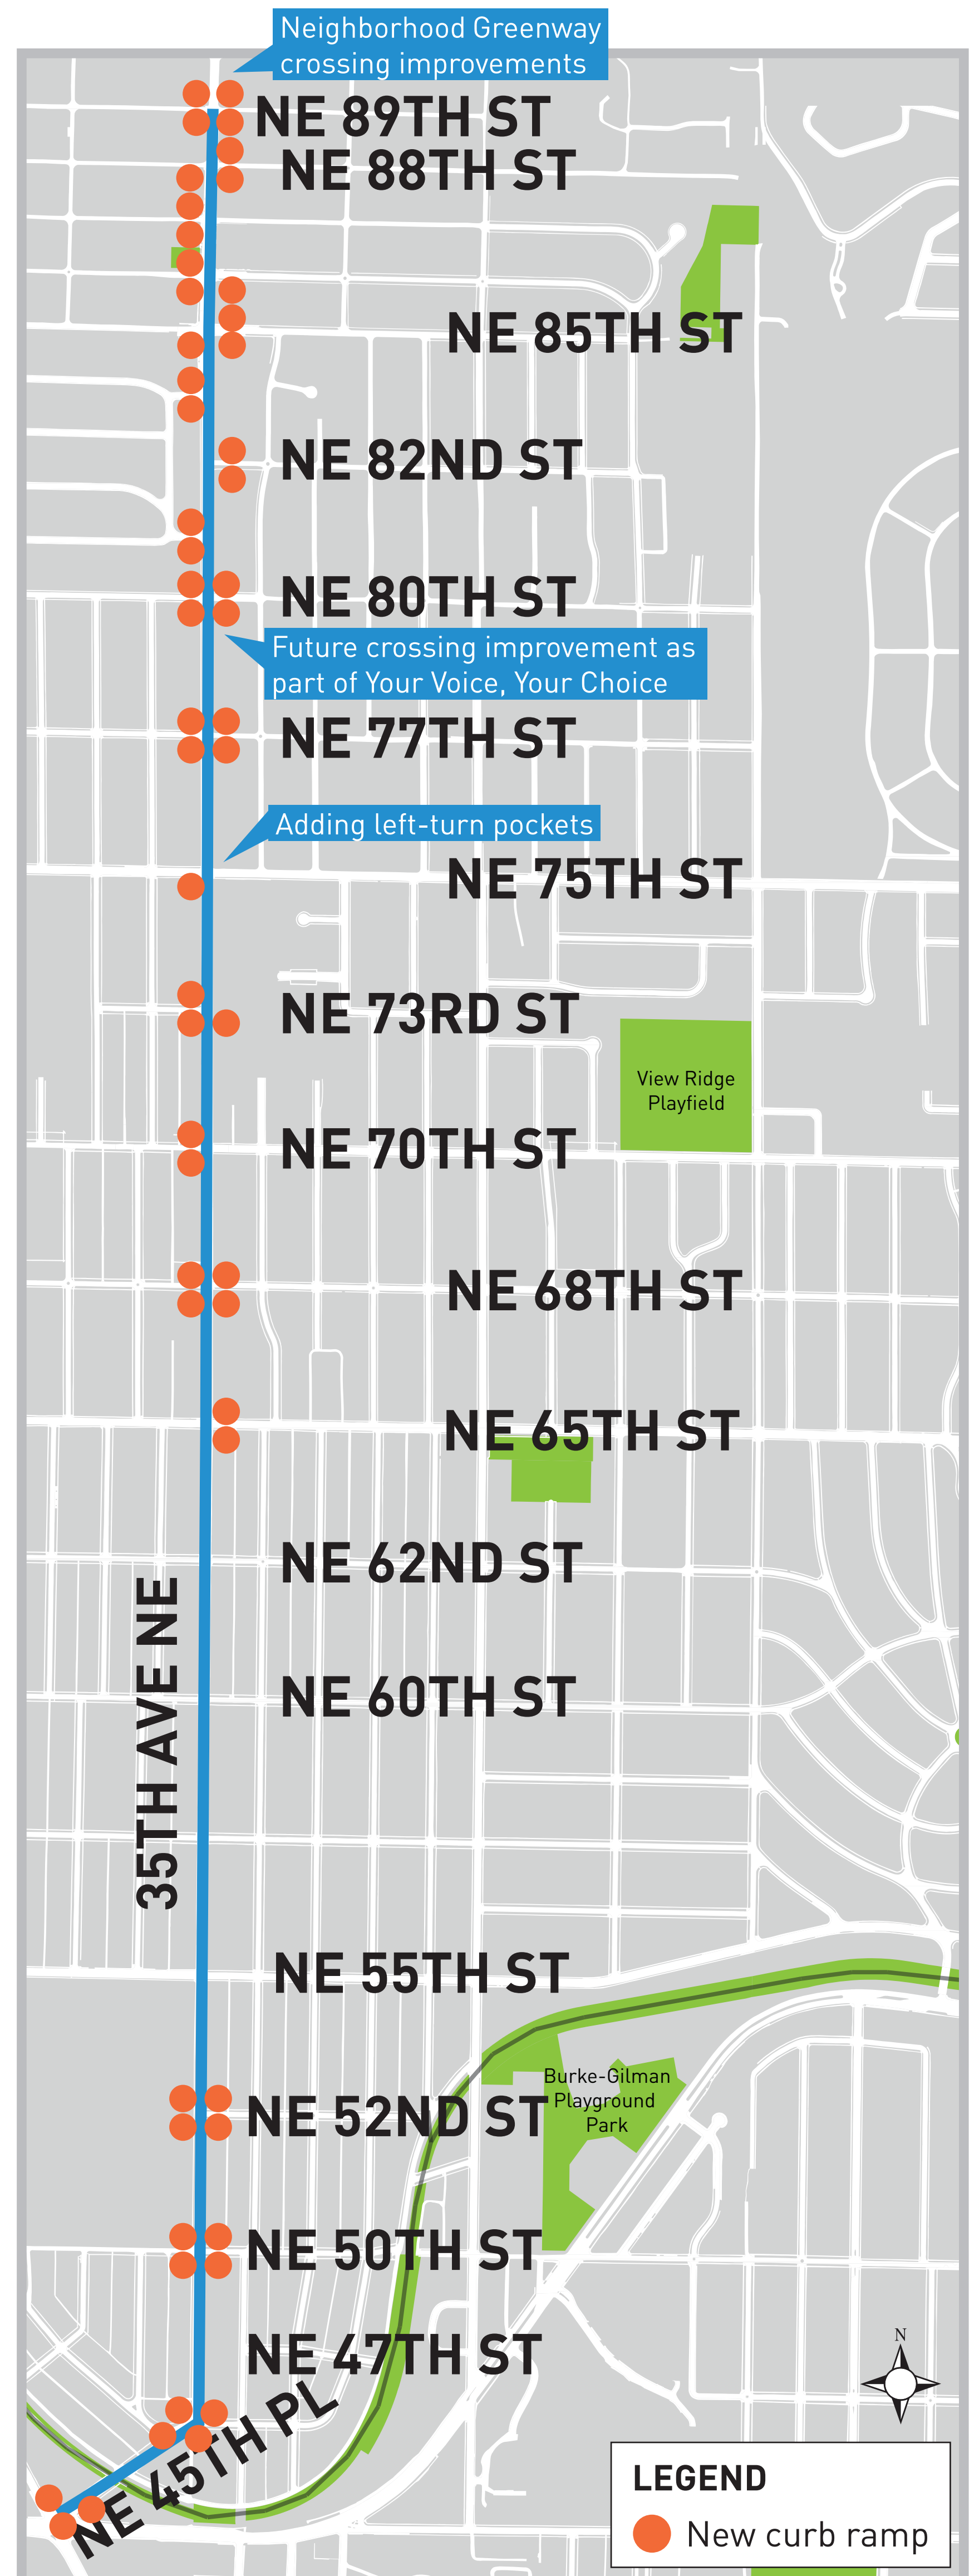 Neighborhood Greenway
crossing improvements
NE 89TH ST
NE 88TH ST
NE 85TH ST
NE 82ND ST
NE 80TH ST
Future crossing improvement as
part of Your Voice, Your Choice
NE 77TH ST
Adding left-turn pockets
NE 75TH ST
NE 73RD ST
View Ridge
Playfield
NE 70TH ST
NE 68TH ST
NE 65TH ST
NE 62ND ST
35TH AVE NE
NE 60TH ST
NE 55TH ST
Burke-Gilman
Playground
Park
NE 52ND ST
NE 50TH ST
NE 47TH ST
N
NE 45TH PL
LEGEND
New curb ramp